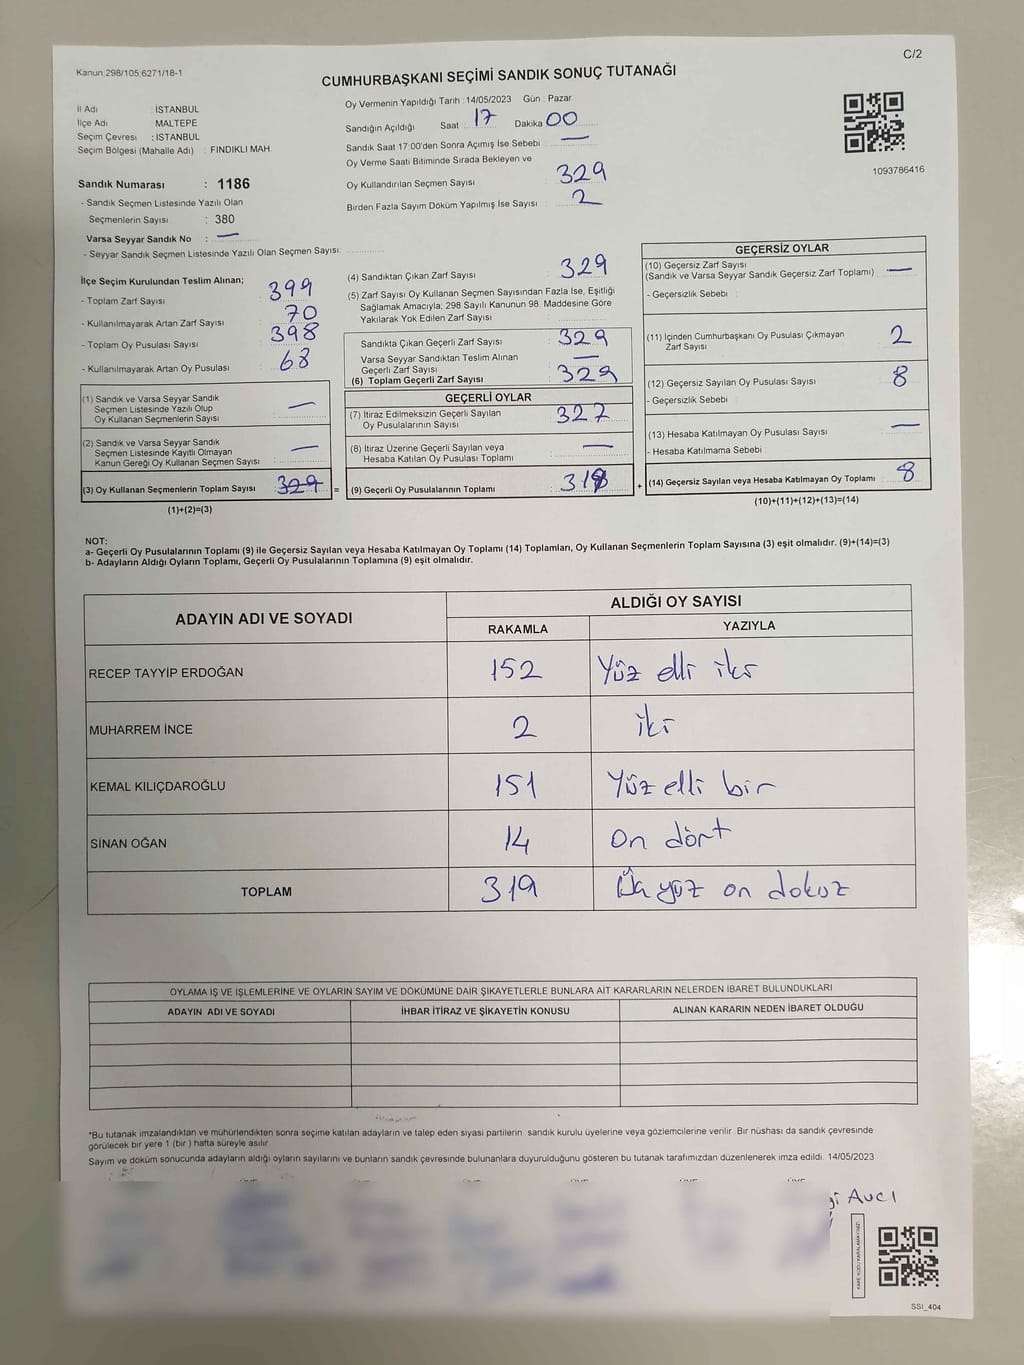 C/2
Kanun:298/105;6271/18-1
CUMHURBAŞKANI SEÇİMİ SANDIK SONUÇ TUTANAĞI
İl Adı : İSTANBUL
İlçe Adı : MALTEPE
Seçim Çevresi : İSTANBUL
Seçim Bölgesi (Mahalle Adı) : FINDIKLI MAH.
Sandık Numarası : 1186
- Sandık Seçmen Listesinde Yazılı Olan
Seçmenlerin Sayısı : 380
Varsa Seyyar Sandık No : —
- Seyyar Sandık Seçmen Listesinde Yazılı Olan Seçmen Sayısı:
Oy Vermenin Yapıldığı Tarih : 14/05/2023 Gün : Pazar
Sandığın Açıldığı Saat 17 Dakika 00
Sandık Saat 17:00'den Sonra Açımış İse Sebebi : —
Oy Verme Saati Bitiminde Sırada Bekleyen ve
Oy Kullandırılan Seçmen Sayısı : 329
Birden Fazla Sayım Döküm Yapılmış İse Sayısı : 2
1093786416
İlçe Seçim Kurulundan Teslim Alınan;
- Toplam Zarf Sayısı : 399
- Kullanılmayarak Artan Zarf Sayısı : 70
- Toplam Oy Pusulası Sayısı : 398
- Kullanılmayarak Artan Oy Pusulası : 68
(1) Sandık ve Varsa Seyyar Sandık
Seçmen Listesinde Yazılı Olup
Oy Kullanan Seçmenlerin Sayısı : —
(2) Sandık ve Varsa Seyyar Sandık
Seçmen Listesinde Kayıtlı Olmayan
Kanun Gereği Oy Kullanan Seçmen Sayısı : —
(3) Oy Kullanan Seçmenlerin Toplam Sayısı : 329 =
(1)+(2)=(3)
(4) Sandıktan Çıkan Zarf Sayısı : 329
(5) Zarf Sayısı Oy Kullanan Seçmen Sayısından Fazla İse, Eşitliği
Sağlamak Amacıyla; 298 Sayılı Kanunun 98. Maddesine Göre
Yakılarak Yok Edilen Zarf Sayısı :
Sandıkta Çıkan Geçerli Zarf Sayısı : 329
Varsa Seyyar Sandıktan Teslim Alınan
Geçerli Zarf Sayısı : —
(6) Toplam Geçerli Zarf Sayısı : 329
GEÇERLİ OYLAR
(7) İtiraz Edilmeksizin Geçerli Sayılan
Oy Pusulalarının Sayısı : 327
(8) İtiraz Üzerine Geçerli Sayılan veya
Hesaba Katılan Oy Pusulası Toplamı : —
(9) Geçerli Oy Pusulalarının Toplamı : +
GEÇERSİZ OYLAR
(10) Geçersiz Zarf Sayısı
(Sandık ve Varsa Seyyar Sandık Geçersiz Zarf Toplamı) : —
- Geçersizlik Sebebi :
(11) İçinden Cumhurbaşkanı Oy Pusulası Çıkmayan
Zarf Sayısı : 2
(12) Geçersiz Sayılan Oy Pusulası Sayısı : 8
- Geçersizlik Sebebi :
(13) Hesaba Katılmayan Oy Pusulası Sayısı : —
- Hesaba Katılmama Sebebi :
(14) Geçersiz Sayılan veya Hesaba Katılmayan Oy Toplamı : 8
(10)+(11)+(12)+(13)=(14)
NOT:
a- Geçerli Oy Pusulalarının Toplamı (9) ile Geçersiz Sayılan veya Hesaba Katılmayan Oy Toplamı (14) Toplamları, Oy Kullanan Seçmenlerin Toplam Sayısına (3) eşit olmalıdır. (9)+(14)=(3)
b- Adayların Aldığı Oyların Toplamı, Geçerli Oy Pusulalarının Toplamına (9) eşit olmalıdır.
ADAYIN ADI VE SOYADI ALDIĞI OY SAYISI
RAKAMLA YAZIYLA
RECEP TAYYİP ERDOĞAN 152 Yüz elli iki
MUHARREM İNCE 2 iki
KEMAL KILIÇDAROĞLU 151 Yüz elli bir
SİNAN OĞAN 14 On dört
TOPLAM 319 Üç yüz on dokuz
OYLAMA İŞ VE İŞLEMLERİNE VE OYLARIN SAYIM VE DÖKÜMÜNE DAİR ŞİKAYETLERLE BUNLARA AİT KARARLARIN NELERDEN İBARET BULUNDUKLARI
ADAYIN ADI VE SOYADI İHBAR İTİRAZ VE ŞİKAYETİN KONUSU ALINAN KARARIN NEDEN İBARET OLDUĞU
*Bu tutanak imzalandıktan ve mühürlendikten sonra seçime katılan adayların ve talep eden siyasi partilerin sandık kurulu üyelerine veya gözlemcilerine verilir. Bir nüshası da sandık çevresinde
görülecek bir yere 1 (bir ) hafta süreyle asılır.
Sayım ve döküm sonucunda adayların aldığı oyların sayılarını ve bunların sandık çevresinde bulunanlara duyurulduğunu gösteren bu tutanak tarafımızdan düzenlenerek imza edildi. 14/05/2023
Avcı
KARE KODU KARALAMAYINIZ!
SSI_404